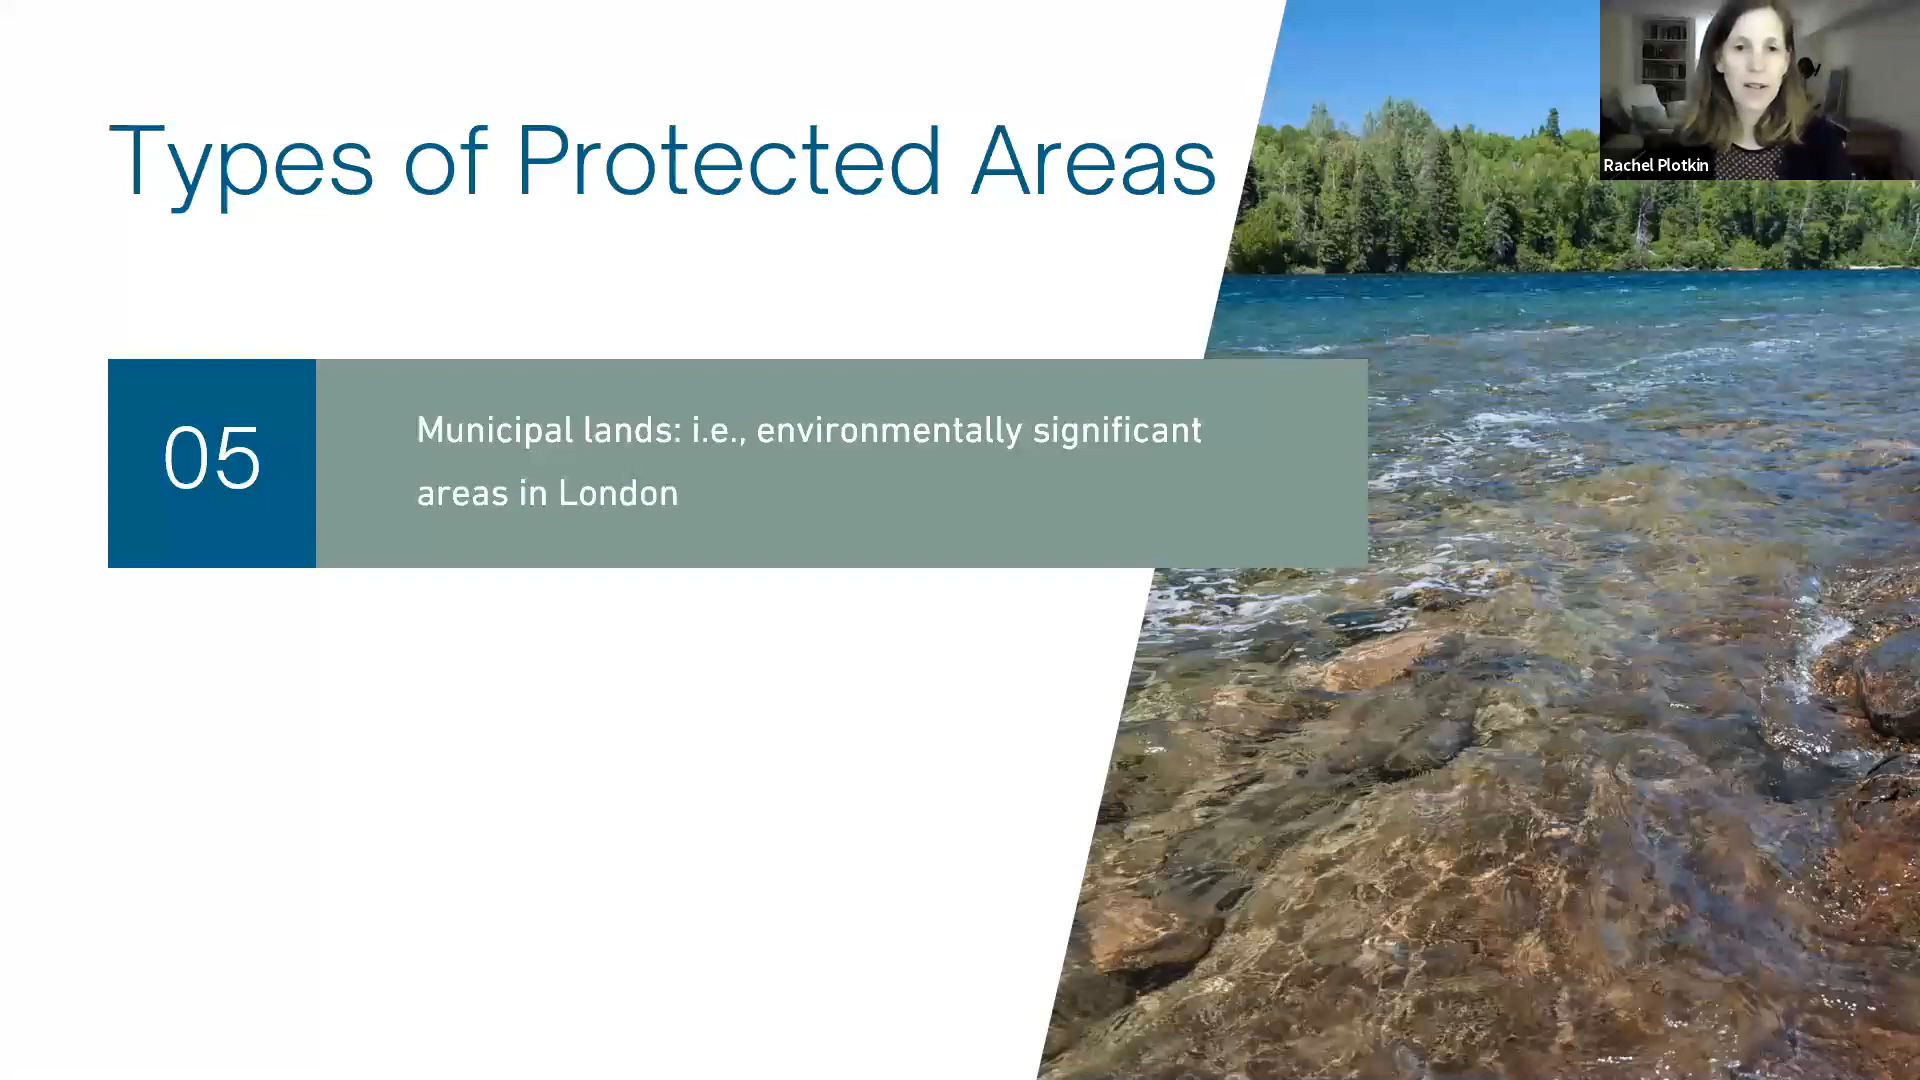 Types of Protected Areas
Rachel Plotkin
05
Municipal lands: i.e., environmentally significant
areas in London